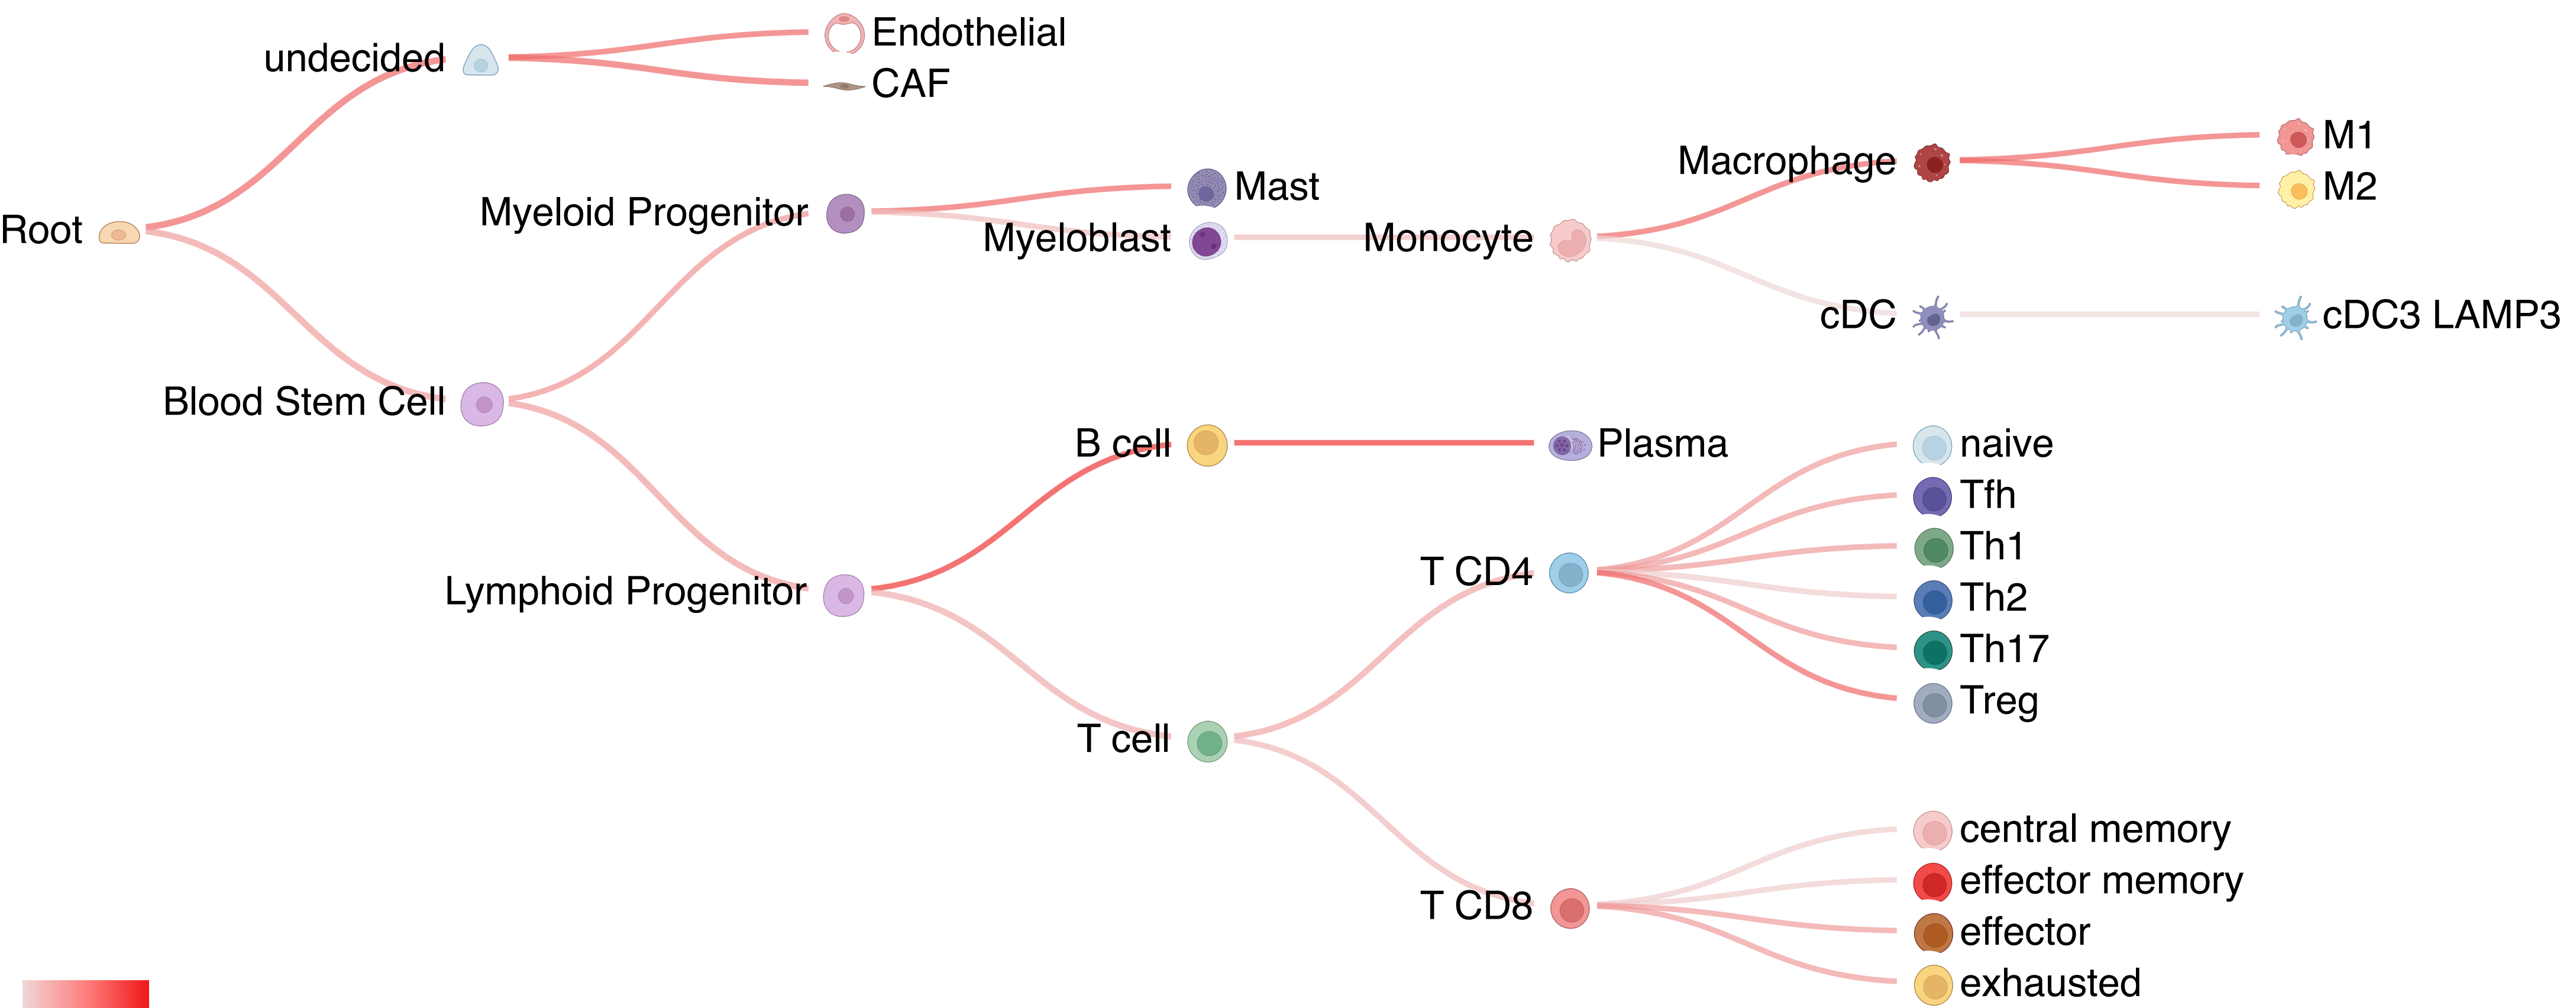 Endothelial
undecided
CAF
M1
Macrophage
Mast
M2
Myeloid Progenitor
Root
Myeloblast
Monocyte
cDC
cDC3 LAMP3
Blood Stem Cell
B cell
Plasma
naive
Tfh
Th1
T CD4
Lymphoid Progenitor
Th2
Th17
Treg
T cell
central memory
effector memory
T CD8
effector
exhausted